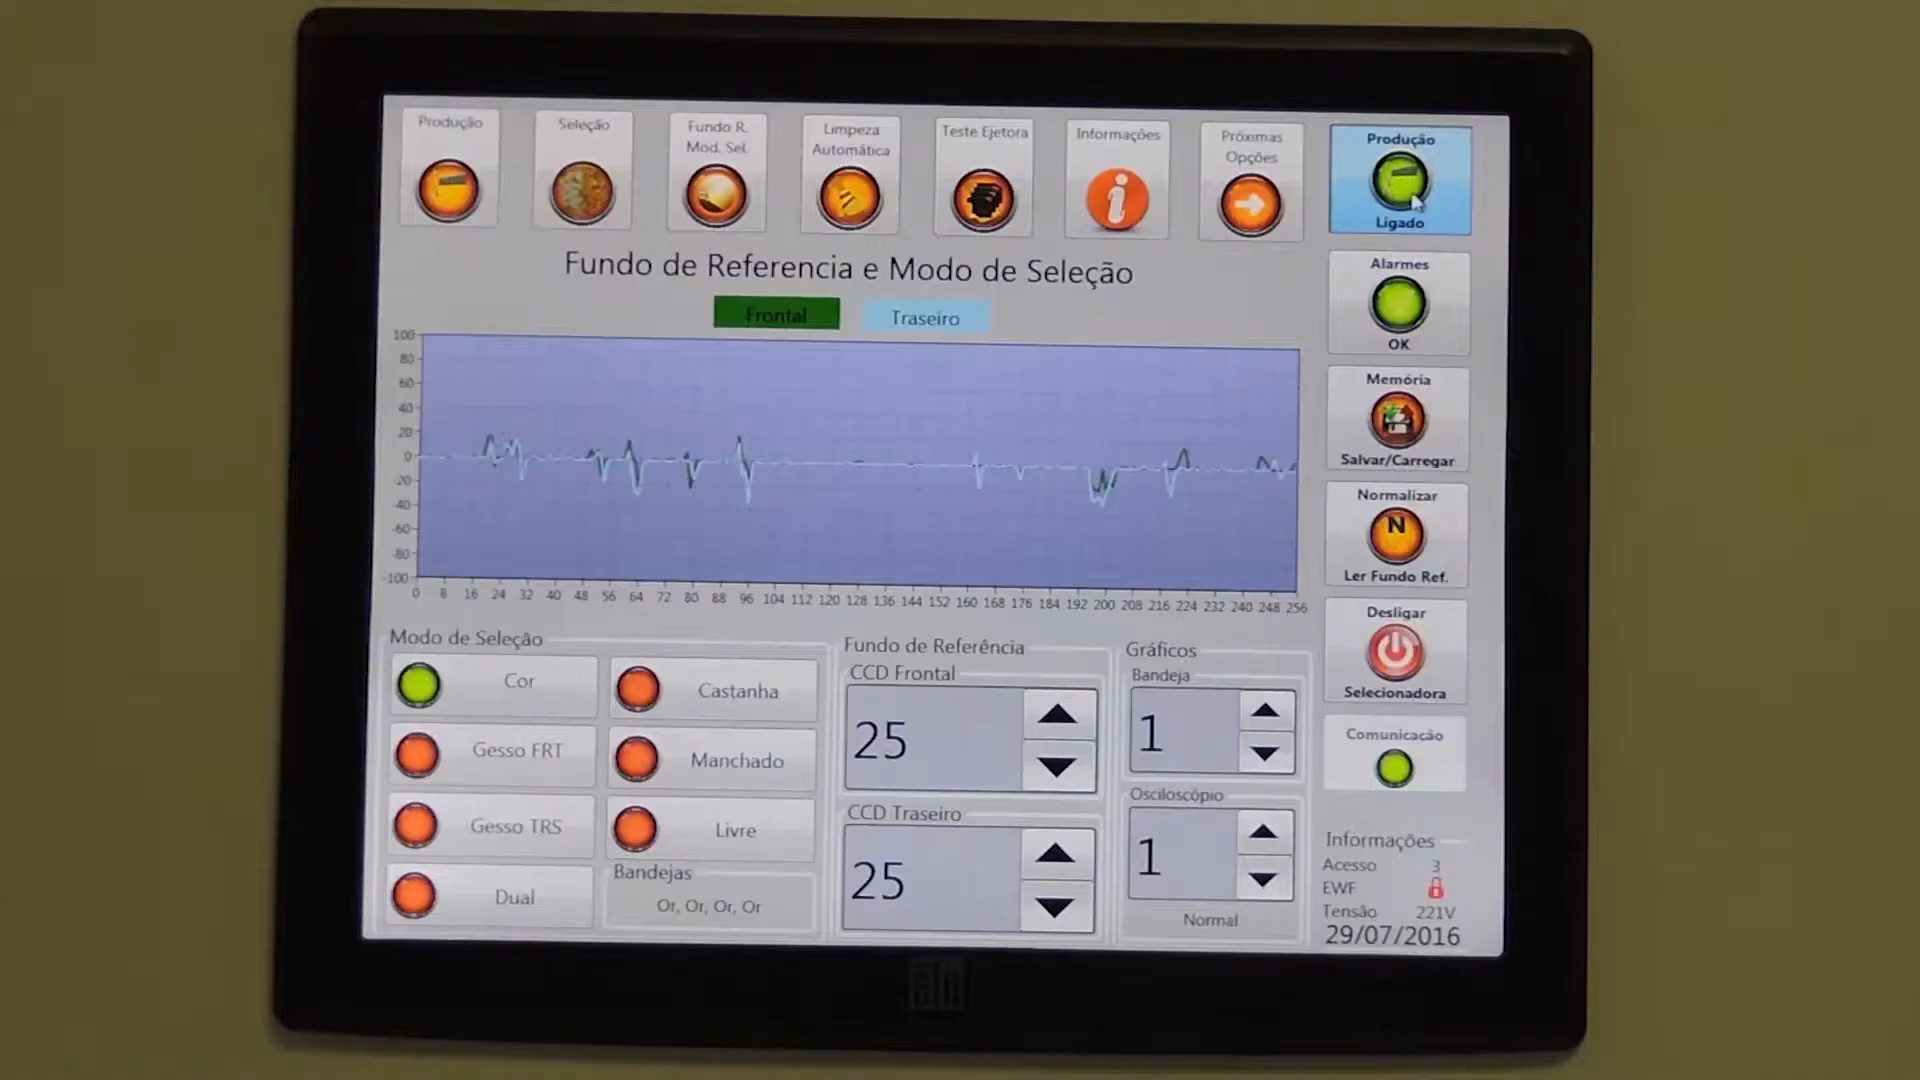 Produção
Seleção
Fundo R.
Mod. Sel.
Limpeza
Automática
Teste Ejetora
Informações
Próximas
Opções
Produção
Ligado
Fundo de Referencia e Modo de Seleção
Frontal
Traseiro
Alarmes
OK
100
80
60
40
20
0
-20
-40
-60
-80
-100
0 8 16 24 32 40 48 56 64 72 80 88 96 104 112 120 128 136 144 152 160 168 176 184 192 200 208 216 224 232 240 248 256
Memória
Salvar/Carregar
Normalizar
N
Ler Fundo Ref.
Desligar
Selecionadora
Comunicação
Modo de Seleção
Cor
Castanha
Gesso FRT
Manchado
Gesso TRS
Livre
Dual
Bandejas
Or, Or, Or, Or
Fundo de Referência
CCD Frontal
25
CCD Traseiro
25
Gráficos
Bandeja
1
Osciloscópio
1
Normal
Informações
Acesso 3
EWF
Tensão 221V
29/07/2016
elo